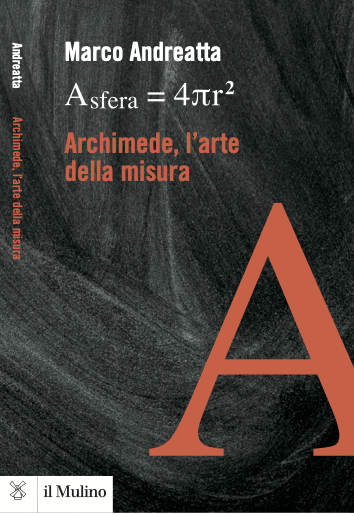 Andreatta Archimede, l'arte della misura
Marco Andreatta
Asfera = 4πr²
Archimede, l'arte
della misura
A
il Mulino